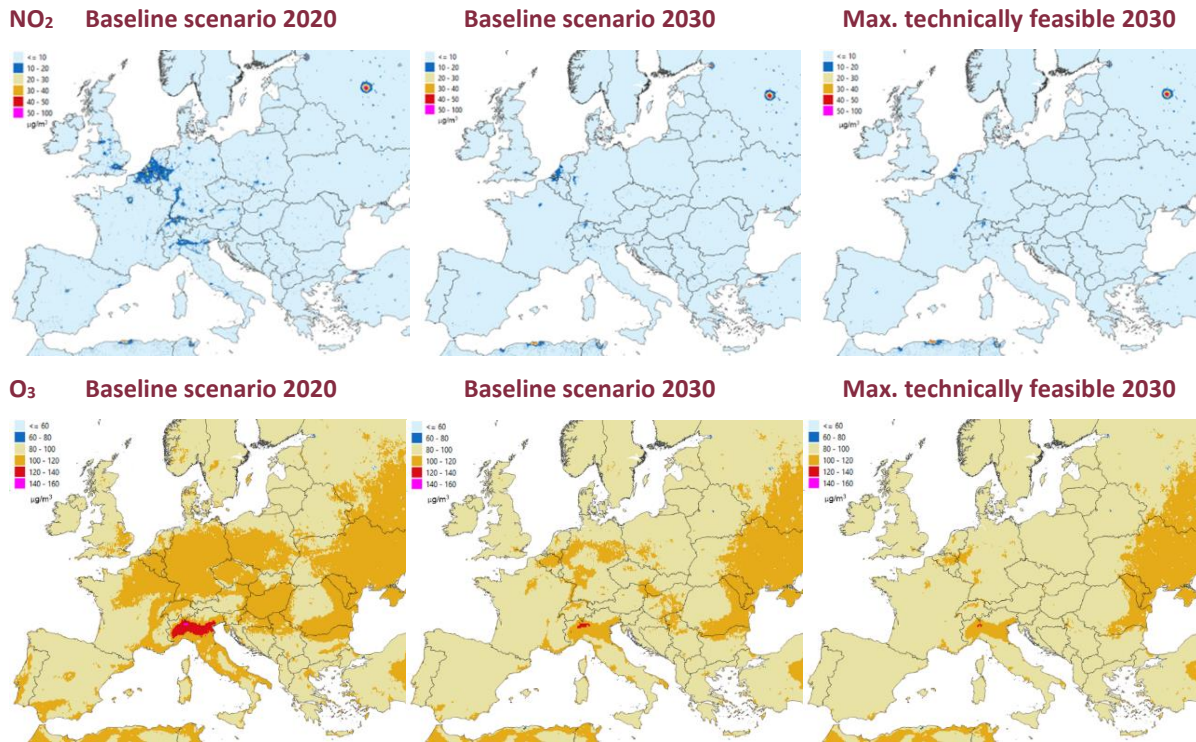 NO₂ Baseline scenario 2020 Baseline scenario 2030 Max. technically feasible 2030
<= 10
10 - 20
20 - 30
30 - 40
40 - 50
50 - 100
µg/m³
<= 10
10 - 20
20 - 30
30 - 40
40 - 50
50 - 100
µg/m³
<= 10
10 - 20
20 - 30
30 - 40
40 - 50
50 - 100
µg/m³
O₃ Baseline scenario 2020 Baseline scenario 2030 Max. technically feasible 2030
<= 60
60 - 80
80 - 100
100 - 120
120 - 140
140 - 160
µg/m³
<= 60
60 - 80
80 - 100
100 - 120
120 - 140
140 - 160
µg/m³
<= 60
60 - 80
80 - 100
100 - 120
120 - 140
140 - 160
µg/m³